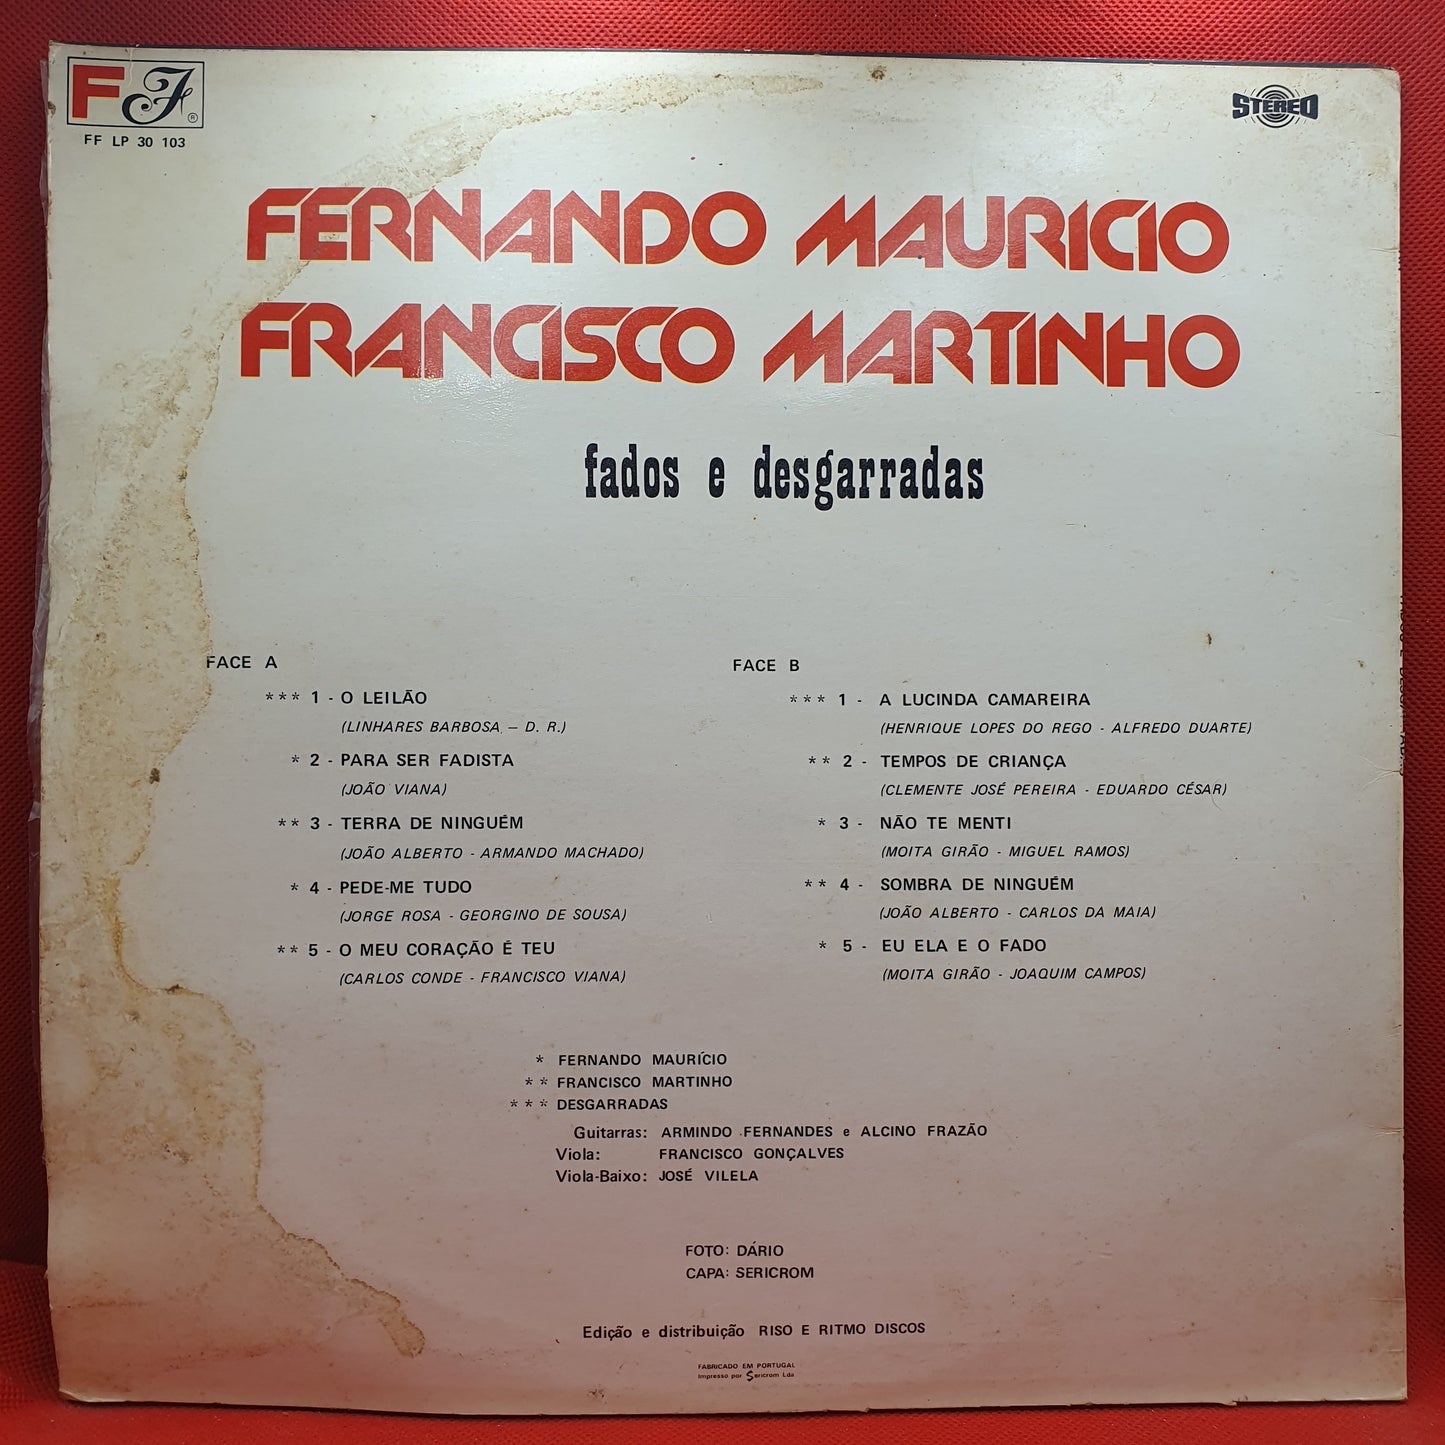 F F ®
FF LP 30 103
STEREO
FERNANDO MAURICIO
FRANCISCO MARTINHO
fados e desgarradas
FACE A
*** 1 - O LEILÃO
(LINHARES BARBOSA – D. R.)
* 2 - PARA SER FADISTA
(JOÃO VIANA)
** 3 - TERRA DE NINGUÉM
(JOÃO ALBERTO - ARMANDO MACHADO)
* 4 - PEDE-ME TUDO
(JORGE ROSA - GEORGINO DE SOUSA)
** 5 - O MEU CORAÇÃO É TEU
(CARLOS CONDE - FRANCISCO VIANA)
FACE B
*** 1 - A LUCINDA CAMAREIRA
(HENRIQUE LOPES DO REGO - ALFREDO DUARTE)
** 2 - TEMPOS DE CRIANÇA
(CLEMENTE JOSÉ PEREIRA - EDUARDO CÉSAR)
* 3 - NÃO TE MENTI
(MOITA GIRÃO - MIGUEL RAMOS)
** 4 - SOMBRA DE NINGUÉM
(JOÃO ALBERTO - CARLOS DA MAIA)
* 5 - EU ELA E O FADO
(MOITA GIRÃO - JOAQUIM CAMPOS)
* FERNANDO MAURÍCIO
** FRANCISCO MARTINHO
*** DESGARRADAS
Guitarras: ARMINDO FERNANDES e ALCINO FRAZÃO
Viola: FRANCISCO GONÇALVES
Viola-Baixo: JOSÉ VILELA
FOTO: DÁRIO
CAPA: SERICROM
Edição e distribuição RISO E RITMO DISCOS
FABRICADO EM PORTUGAL
Impresso por Sericrom Lda